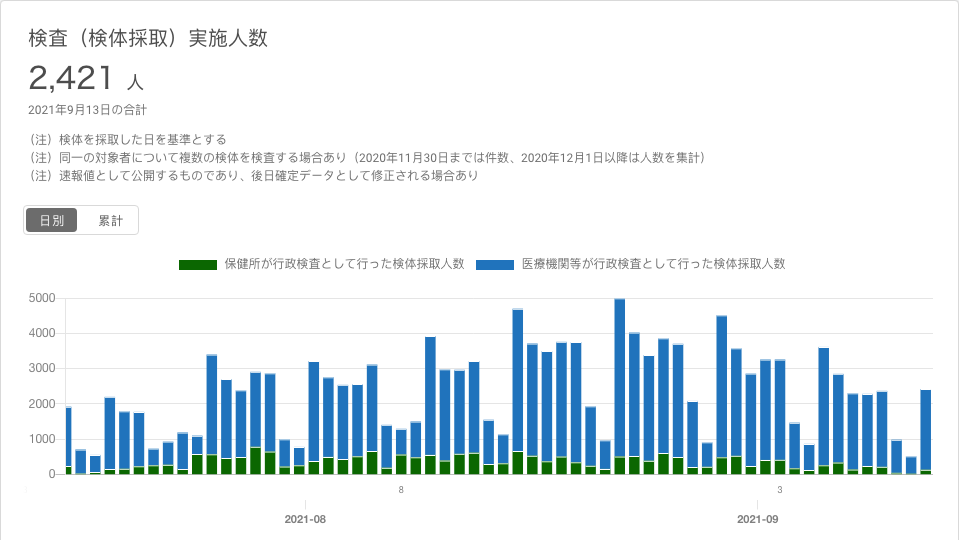 検査（検体採取）実施人数
2,421 人
2021年9月13日の合計
（注）検体を採取した日を基準とする
（注）同一の対象者について複数の検体を検査する場合あり（2020年11月30日までは件数、2020年12月1日以降は人数を集計）
（注）速報値として公開するものであり、後日確定データとして修正される場合あり
日別 累計
保健所が行政検査として行った検体採取人数 医療機関等が行政検査として行った検体採取人数
5000
4000
3000
2000
1000
0
8 3
2021-08 2021-09